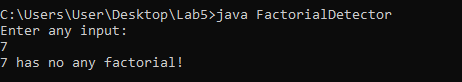 C:\Users\User\Desktop\Lab5>java FactorialDetector
Enter any input:
7
7 has no any factorial!